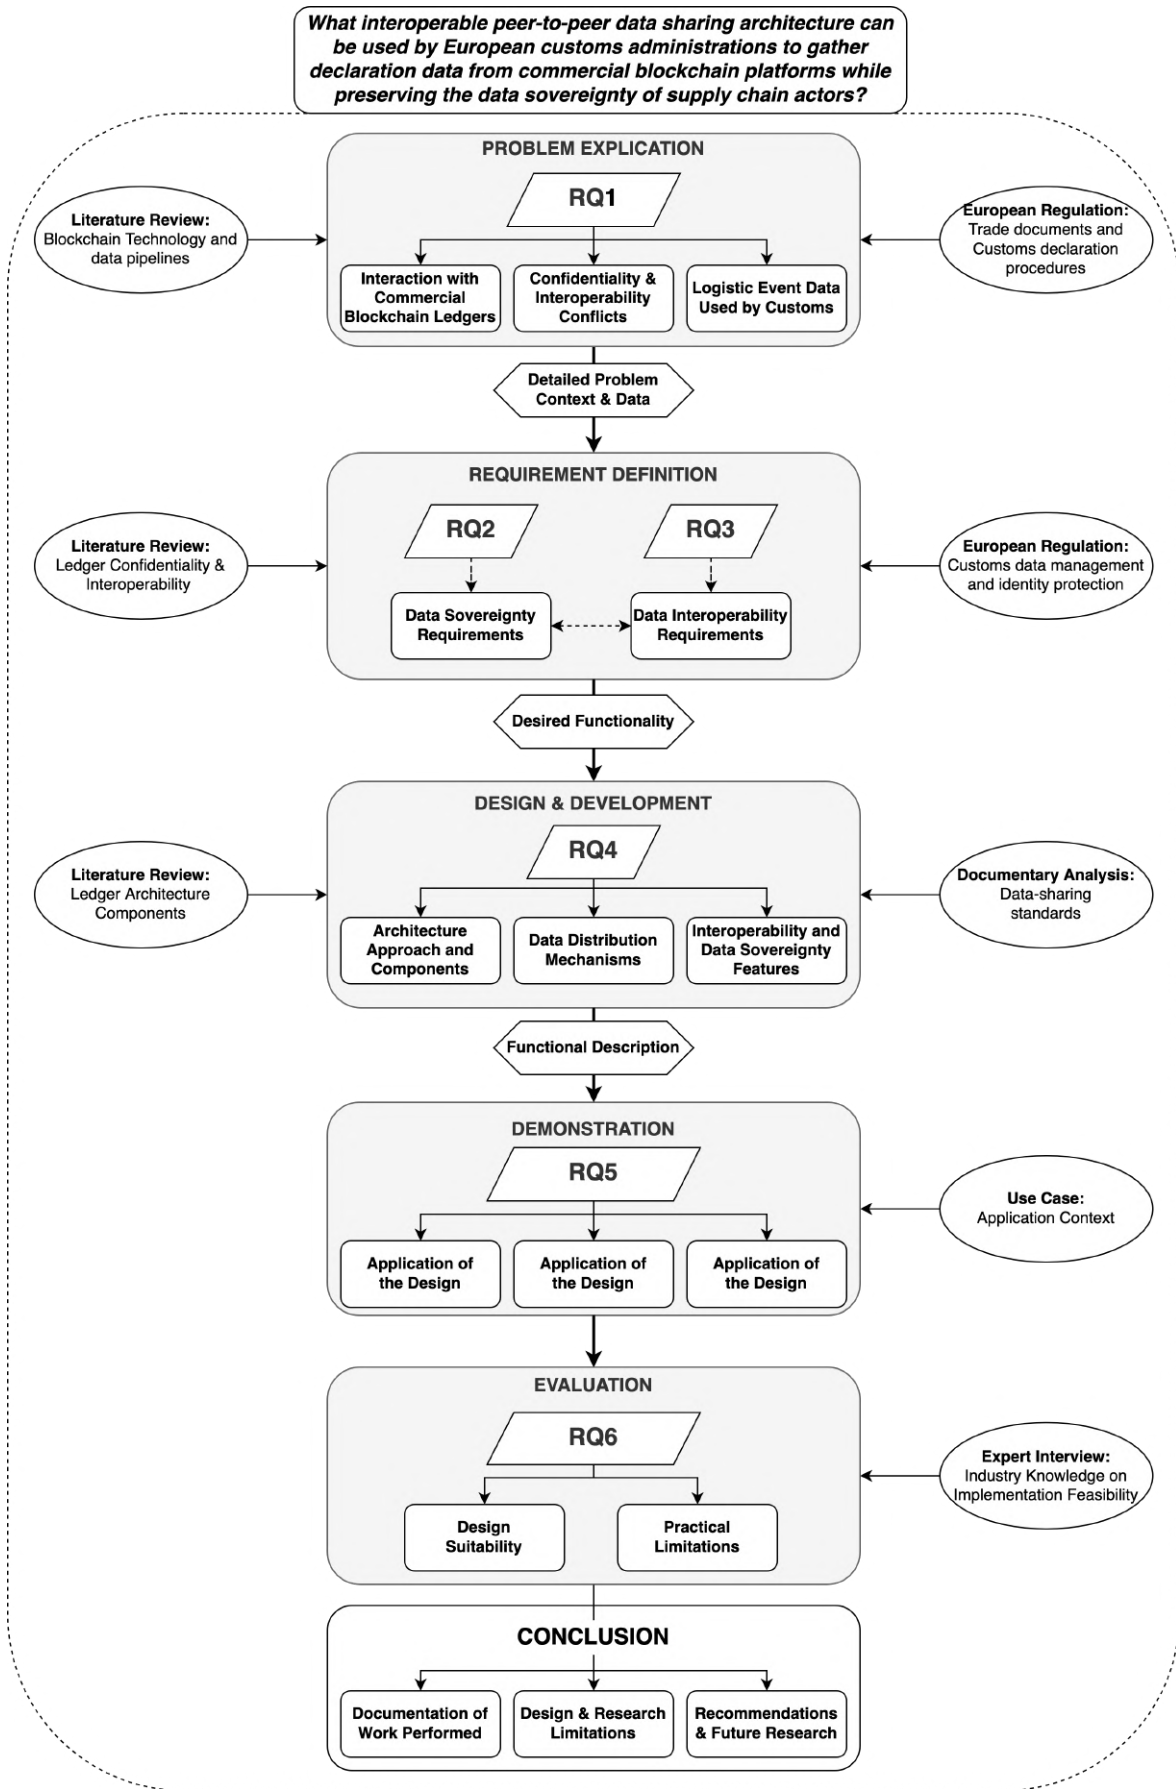 What interoperable peer-to-peer data sharing architecture can
be used by European customs administrations to gather
declaration data from commercial blockchain platforms while
preserving the data sovereignty of supply chain actors?
PROBLEM EXPLICATION
RQ1
Literature Review:
Blockchain Technology and
data pipelines
European Regulation:
Trade documents and
Customs declaration
procedures
Interaction with
Commercial
Blockchain Ledgers
Confidentiality &
Interoperability
Conflicts
Logistic Event Data
Used by Customs
Detailed Problem
Context & Data
REQUIREMENT DEFINITION
RQ2
RQ3
Literature Review:
Ledger Confidentiality &
Interoperability
European Regulation:
Customs data management
and identity protection
Data Sovereignty
Requirements
Data Interoperability
Requirements
Desired Functionality
DESIGN & DEVELOPMENT
RQ4
Literature Review:
Ledger Architecture
Components
Documentary Analysis:
Data-sharing
standards
Architecture
Approach and
Components
Data Distribution
Mechanisms
Interoperability and
Data Sovereignty
Features
Functional Description
DEMONSTRATION
RQ5
Use Case:
Application Context
Application of
the Design
Application of
the Design
Application of
the Design
EVALUATION
RQ6
Expert Interview:
Industry Knowledge on
Implementation Feasibility
Design
Suitability
Practical
Limitations
CONCLUSION
Documentation of
Work Performed
Design & Research
Limitations
Recommendations
& Future Research